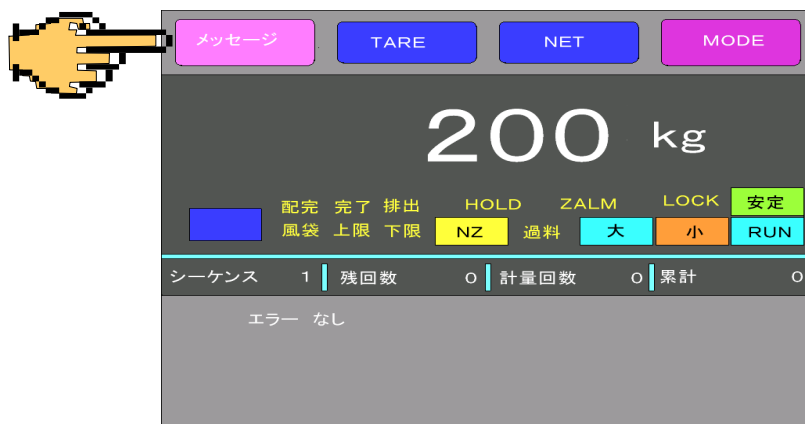 メッセージ TARE NET MODE
200 kg
配完 完了 排出 HOLD ZALM LOCK 安定
風袋 上限 下限 NZ 過料 大 小 RUN
シーケンス 1 残回数 0 計量回数 0 累計 0
エラー なし